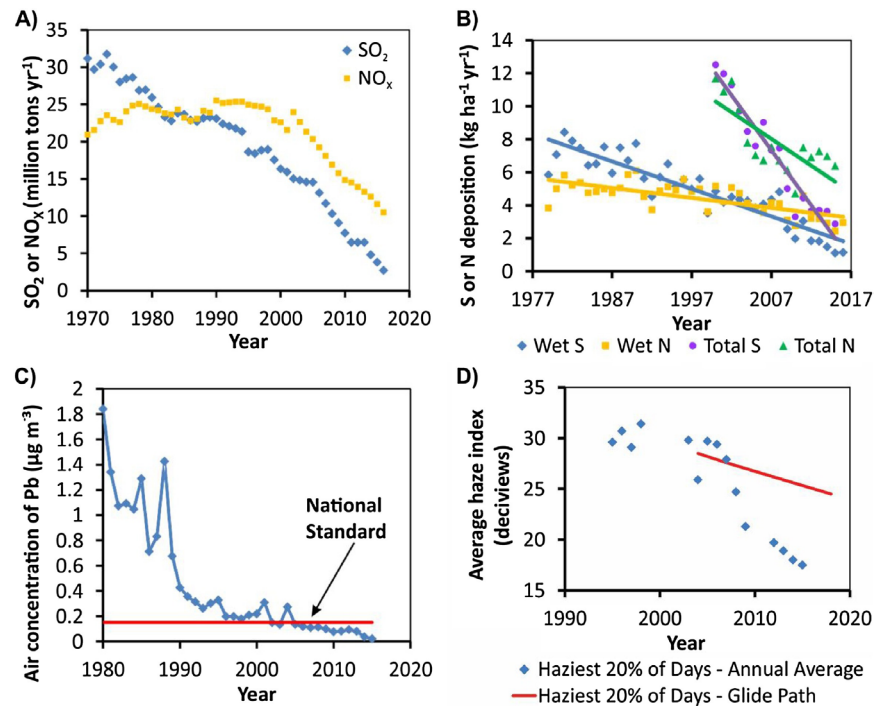 A)
SO2 or NOX (million tons yr-1)
35
30
25
20
15
10
5
0
SO2
NOX
1970 1980 1990 2000 2010 2020
Year
B)
S or N deposition (kg ha-1 yr-1)
14
12
10
8
6
4
2
0
1977 1987 1997 2007 2017
Year
Wet S Wet N Total S Total N
C)
Air concentration of Pb (µg m-3)
2
1.8
1.6
1.4
1.2
1
0.8
0.6
0.4
0.2
0
National
Standard
1980 1990 2000 2010 2020
Year
D)
Average haze index
(deciviews)
35
30
25
20
15
1990 2000 2010 2020
Year
Haziest 20% of Days - Annual Average
Haziest 20% of Days - Glide Path